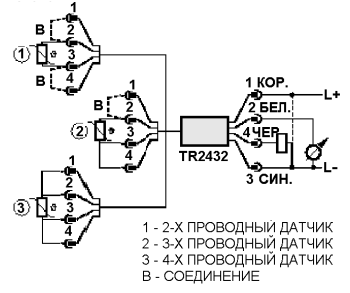 1
B
2
1
3
B
4
1
B
2
2
3
4
1
2
3
3
4
TR2432
1 КОР.
L+
2 БЕЛ.
4 ЧЕР
L-
3 СИН.
1 - 2-Х ПРОВОДНЫЙ ДАТЧИК
2 - 3-Х ПРОВОДНЫЙ ДАТЧИК
3 - 4-Х ПРОВОДНЫЙ ДАТЧИК
В - СОЕДИНЕНИЕ